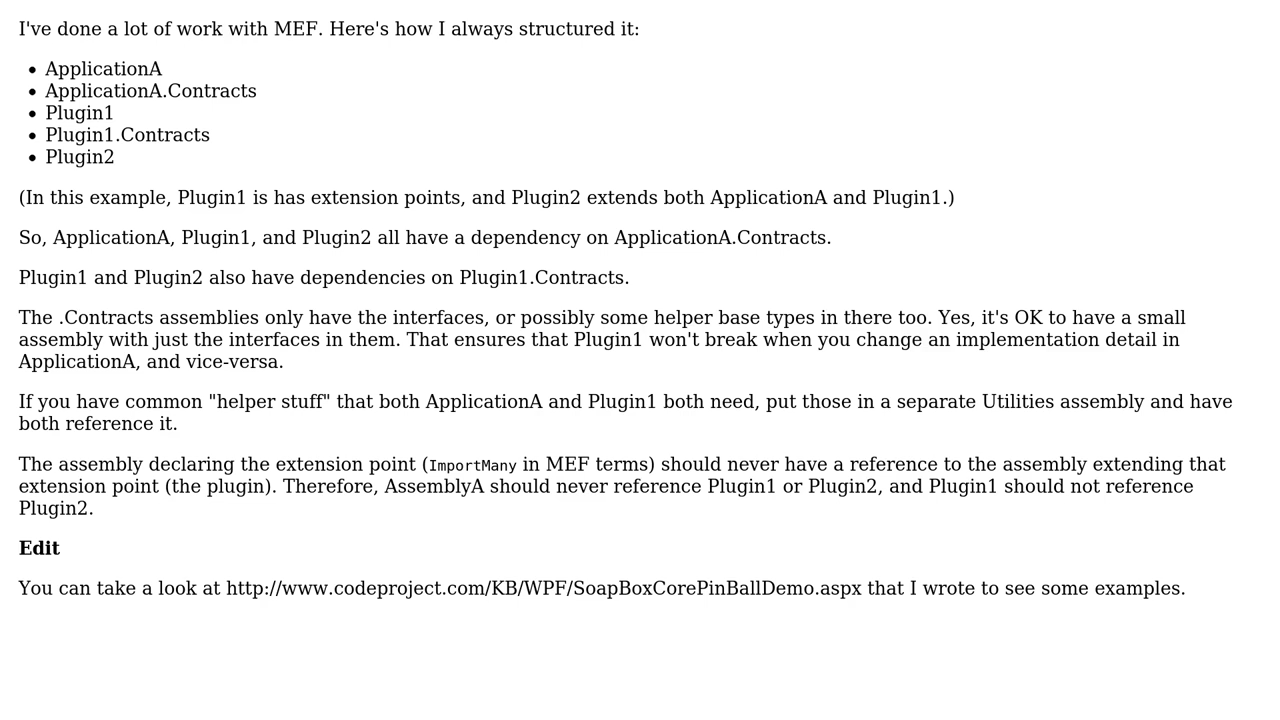 I've done a lot of work with MEF. Here's how I always structured it:
• ApplicationA
• ApplicationA.Contracts
• Plugin1
• Plugin1.Contracts
• Plugin2
(In this example, Plugin1 is has extension points, and Plugin2 extends both ApplicationA and Plugin1.)
So, ApplicationA, Plugin1, and Plugin2 all have a dependency on ApplicationA.Contracts.
Plugin1 and Plugin2 also have dependencies on Plugin1.Contracts.
The .Contracts assemblies only have the interfaces, or possibly some helper base types in there too. Yes, it's OK to have a small
assembly with just the interfaces in them. That ensures that Plugin1 won't break when you change an implementation detail in
ApplicationA, and vice-versa.
If you have common "helper stuff" that both ApplicationA and Plugin1 both need, put those in a separate Utilities assembly and have
both reference it.
The assembly declaring the extension point (ImportMany in MEF terms) should never have a reference to the assembly extending that
extension point (the plugin). Therefore, AssemblyA should never reference Plugin1 or Plugin2, and Plugin1 should not reference
Plugin2.
Edit
You can take a look at http://www.codeproject.com/KB/WPF/SoapBoxCorePinBallDemo.aspx that I wrote to see some examples.